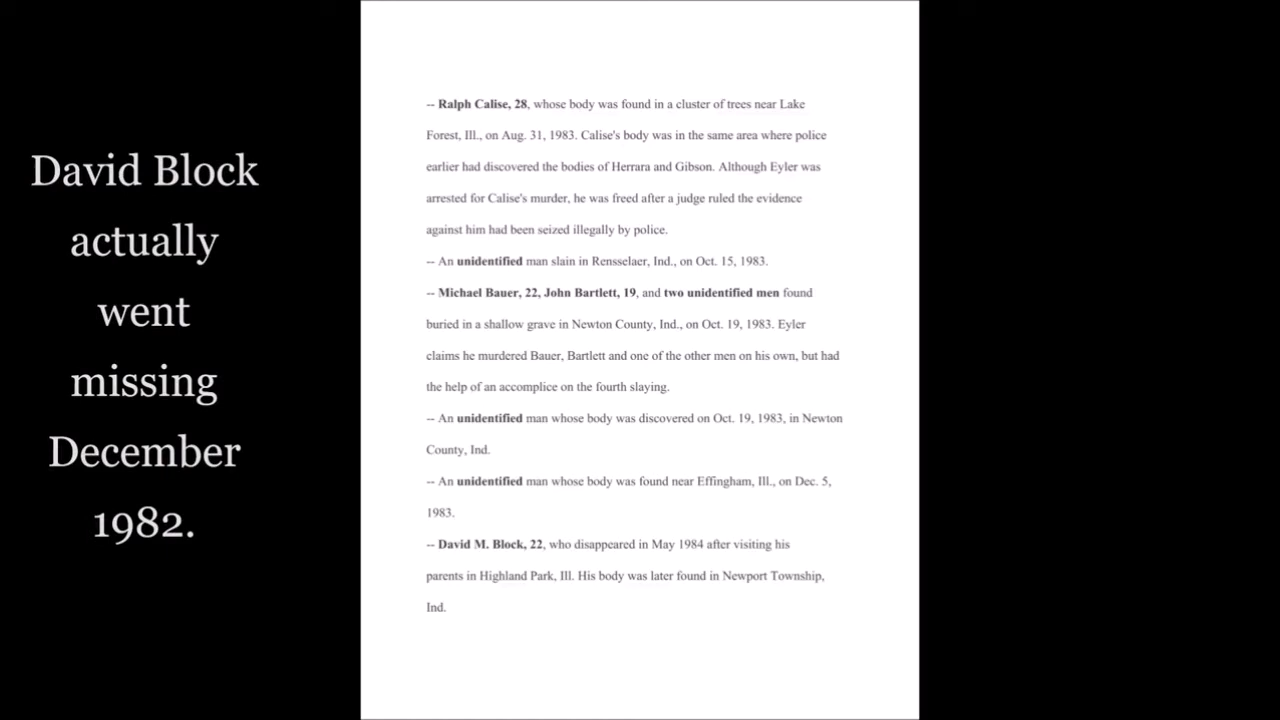 David Block
actually
went
missing
December
1982.
-- Ralph Calise, 28, whose body was found in a cluster of trees near Lake
Forest, Ill., on Aug. 31, 1983. Calise's body was in the same area where police
earlier had discovered the bodies of Herrara and Gibson. Although Eyler was
arrested for Calise's murder, he was freed after a judge ruled the evidence
against him had been seized illegally by police.
-- An unidentified man slain in Rensselaer, Ind., on Oct. 15, 1983.
-- Michael Bauer, 22, John Bartlett, 19, and two unidentified men found
buried in a shallow grave in Newton County, Ind., on Oct. 19, 1983. Eyler
claims he murdered Bauer, Bartlett and one of the other men on his own, but had
the help of an accomplice on the fourth slaying.
-- An unidentified man whose body was discovered on Oct. 19, 1983, in Newton
County, Ind.
-- An unidentified man whose body was found near Effingham, Ill., on Dec. 5,
1983.
-- David M. Block, 22, who disappeared in May 1984 after visiting his
parents in Highland Park, Ill. His body was later found in Newport Township,
Ind.